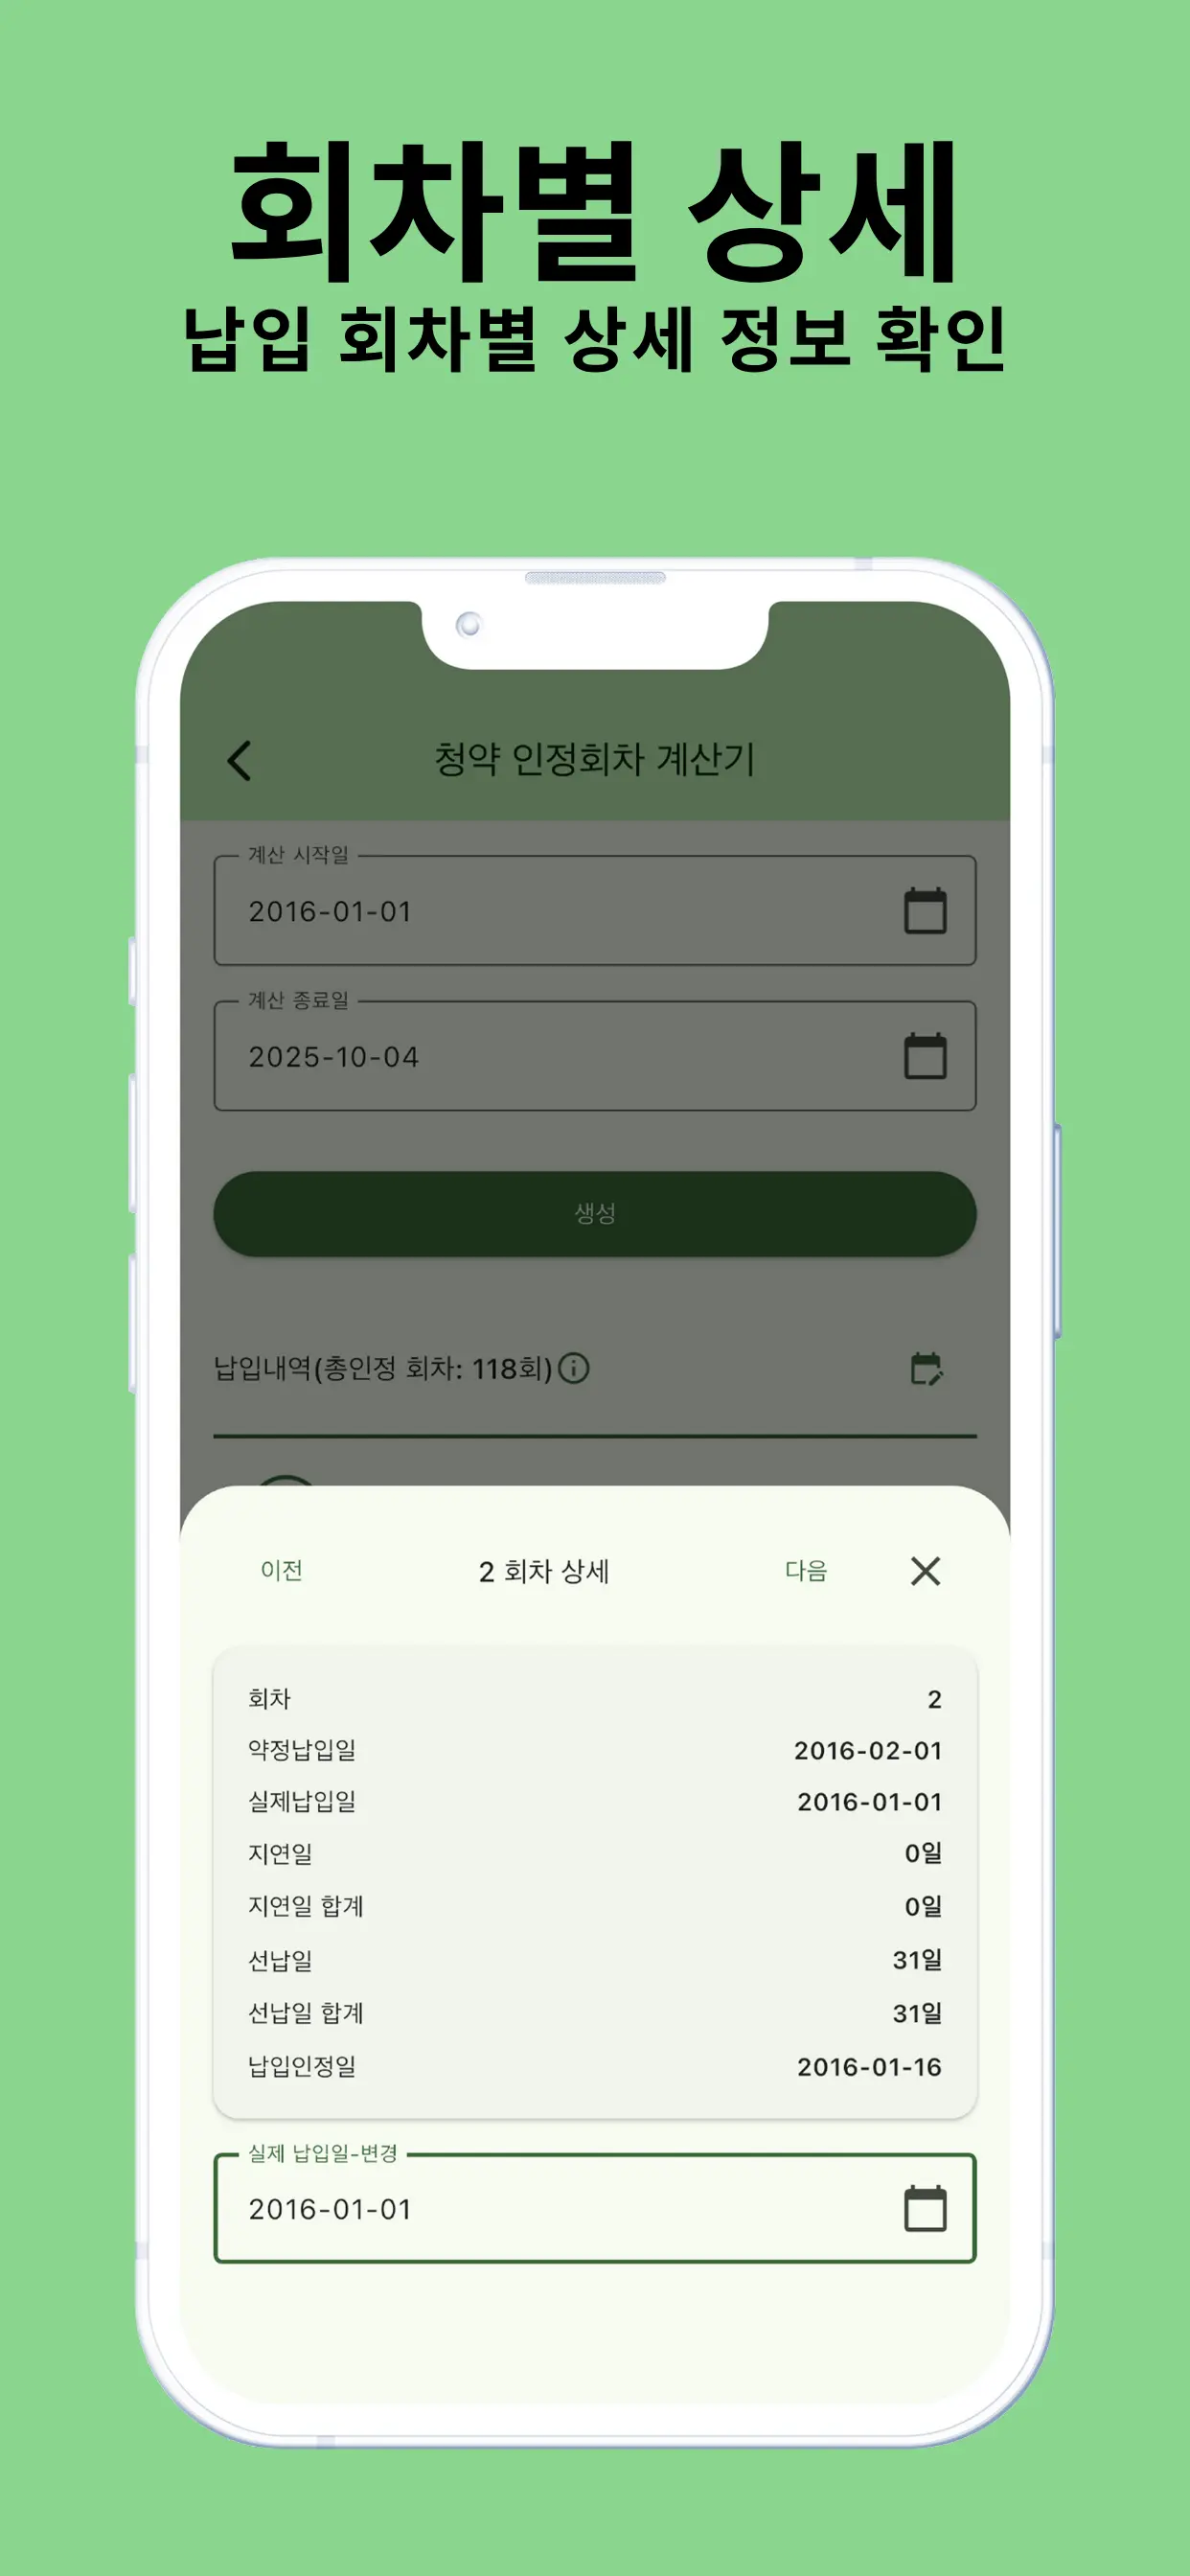 회차별 상세
납입 회차별 상세 정보 확인
청약 인정회차 계산기
계산 시작일
2016-01-01
계산 종료일
2025-10-04
생성
납입내역(총인정 회차: 118회)
이전 2 회차 상세 다음
회차 2
약정납입일 2016-02-01
실제납입일 2016-01-01
지연일 0일
지연일 합계 0일
선납일 31일
선납일 합계 31일
납입인정일 2016-01-16
실제 납입일-변경
2016-01-01